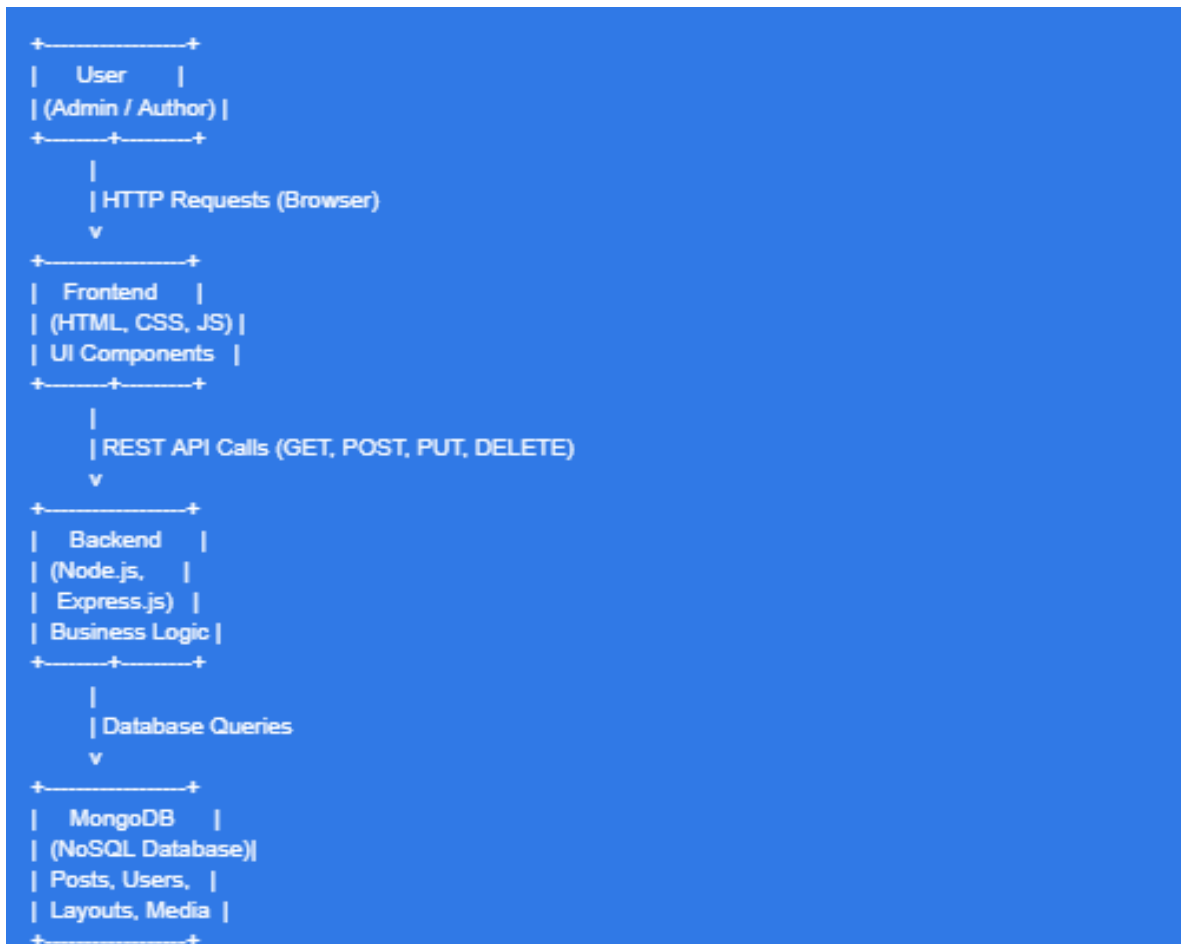 +------------------+
|      User        |
| (Admin / Author) |
+--------+---------+
|
| HTTP Requests (Browser)
v
+------------------+
|    Frontend      |
|  (HTML, CSS, JS) |
|  UI Components   |
+--------+---------+
|
| REST API Calls (GET, POST, PUT, DELETE)
v
+------------------+
|     Backend      |
|  (Node.js,       |
|   Express.js)    |
|  Business Logic |
+--------+---------+
|
| Database Queries
v
+------------------+
|     MongoDB      |
|  (NoSQL Database)|
|  Posts, Users,   |
|  Layouts, Media  |
+------------------+